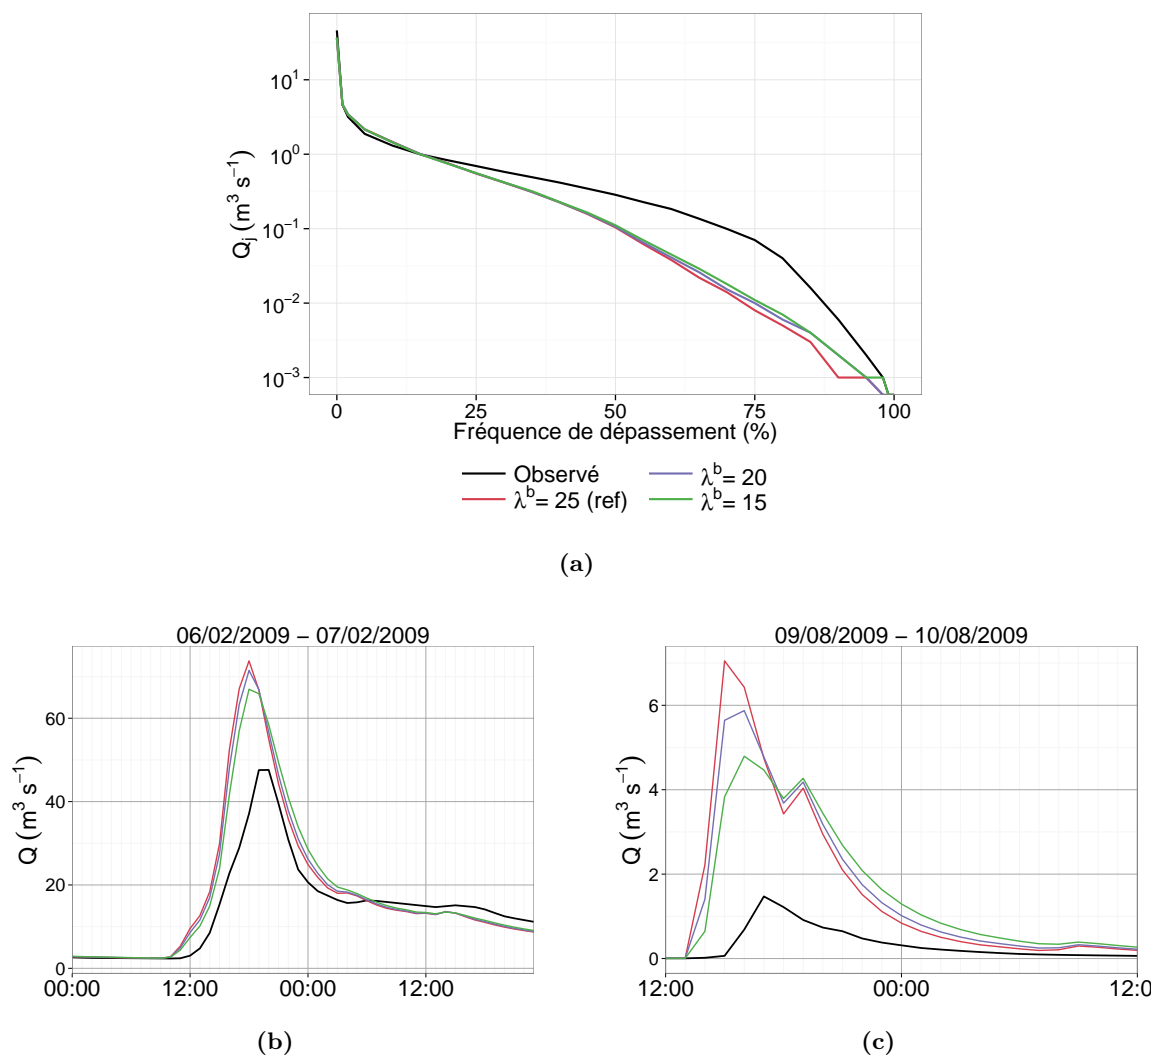 10¹
10⁰
10⁻¹
10⁻²
10⁻³
Qⱼ (m³ s⁻¹)
0 25 50 75 100
Fréquence de dépassement (%)
Observé
λᵇ= 25 (ref)
λᵇ= 20
λᵇ= 15
(a)
06/02/2009 − 07/02/2009
60
40
20
0
Q (m³ s⁻¹)
00:00 12:00 00:00 12:00
(b)
09/08/2009 − 10/08/2009
6
4
2
0
Q (m³ s⁻¹)
12:00 00:00 12:0
(c)